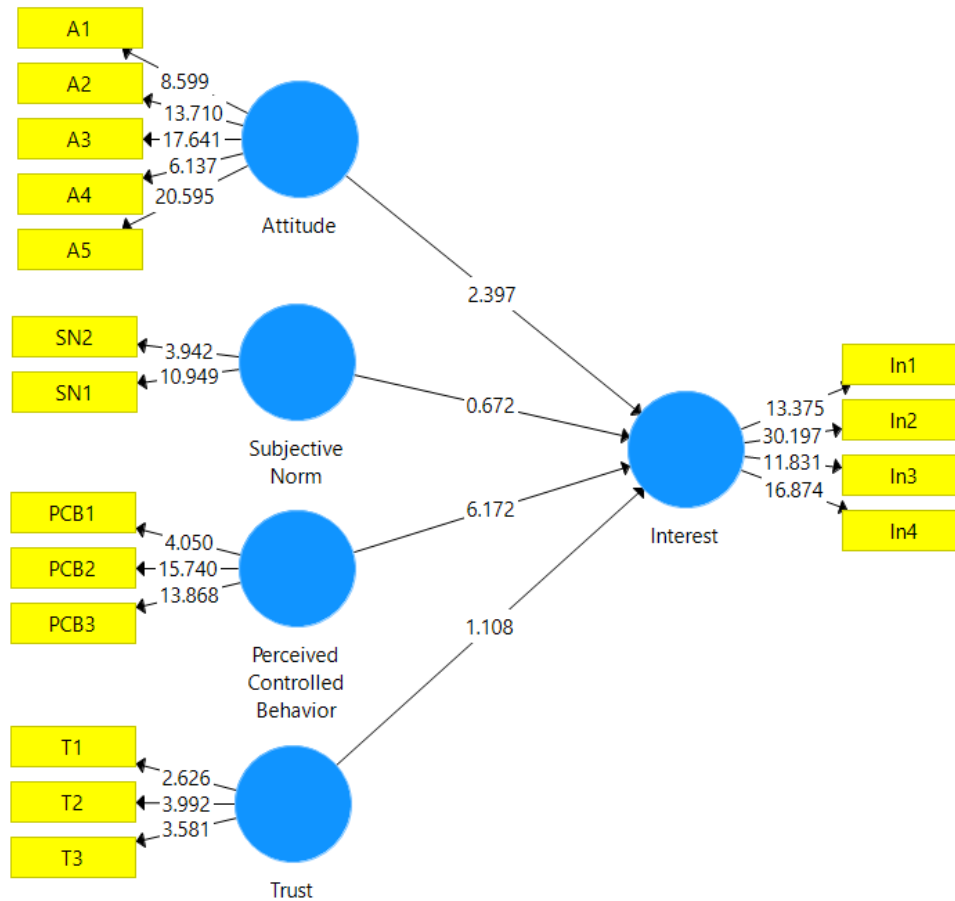 A1
A2
A3
A4
A5
8.599
13.710
17.641
6.137
20.595
Attitude
2.397
SN2
SN1
3.942
10.949
Subjective
Norm
0.672
PCB1
PCB2
PCB3
4.050
15.740
13.868
Perceived
Controlled
Behavior
6.172
T1
T2
T3
2.626
3.992
3.581
Trust
1.108
Interest
13.375
30.197
11.831
16.874
In1
In2
In3
In4